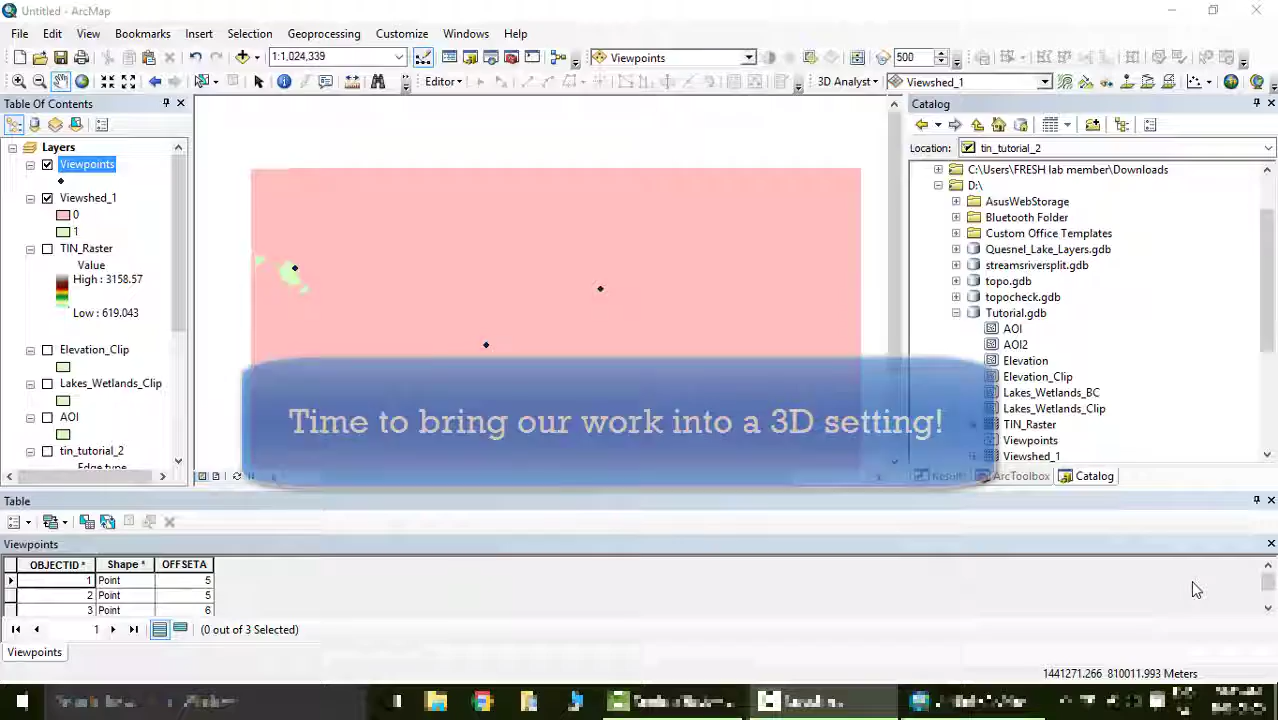 Untitled - ArcMap
File Edit View Bookmarks Insert Selection Geoprocessing Customize Windows Help
1:1,024,339
Viewpoints
500
Editor
3D Analyst
Viewshed_1
Table Of Contents
Catalog
Location:
tin_tutorial_2
Layers
Viewpoints
Viewshed_1
0
1
TIN_Raster
Value
High : 3158.57
Low : 619.043
Elevation_Clip
Lakes_Wetlands_Clip
AOI
tin_tutorial_2
Edge type
C:\Users\FRESH lab member\Downloads
D:\
AsusWebStorage
Bluetooth Folder
Custom Office Templates
Quesnel_Lake_Layers.gdb
streamsriversplit.gdb
topo.gdb
topocheck.gdb
Tutorial.gdb
AOI
AOI2
Elevation
Elevation_Clip
Lakes_Wetlands_BC
Lakes_Wetlands_Clip
TIN_Raster
Viewpoints
Viewshed_1
Time to bring our work into a 3D setting!
ArcToolbox
Catalog
Table
Viewpoints
OBJECTID * Shape * OFFSETA
1 Point 5
2 Point 5
3 Point 6
1
(0 out of 3 Selected)
Viewpoints
1441271.266 810011.993 Meters